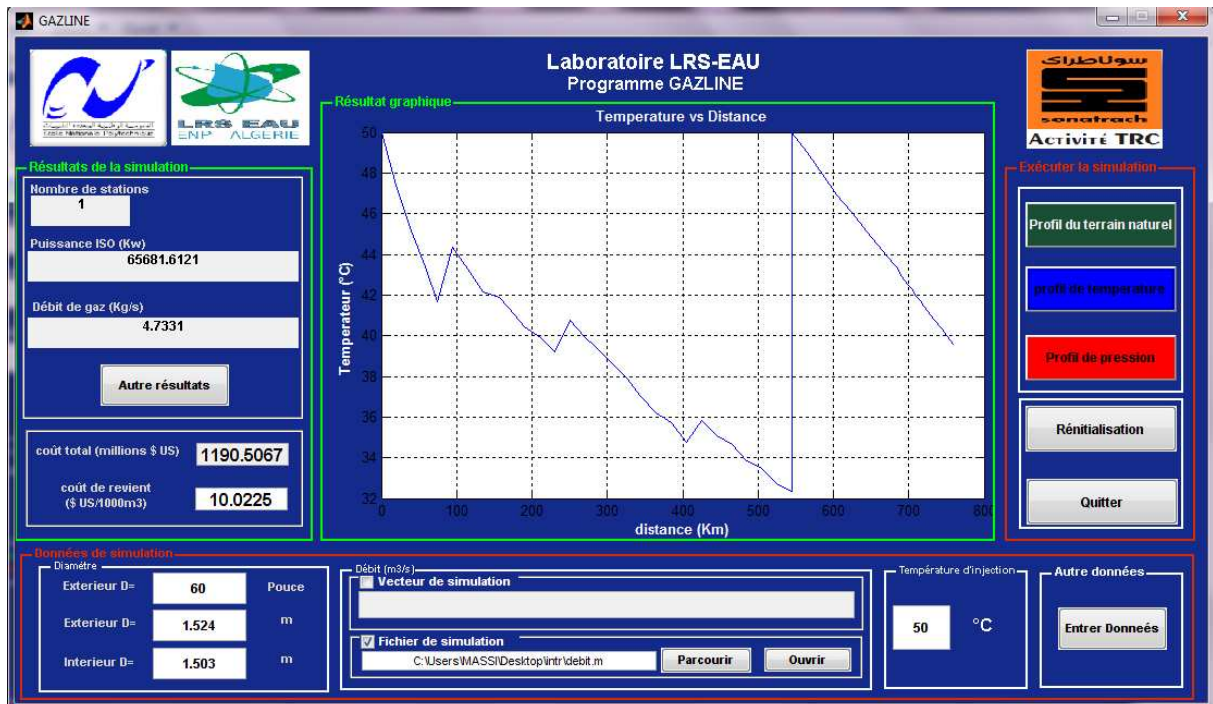 GAZLINE
Laboratoire LRS-EAU
Programme GAZLINE
LRS EAU
ENP ALGERIE
سوناطراك
sonatrach
Activité TRC
Résultats de la simulation
Nombre de stations
1
Puissance ISO (Kw)
65681.6121
Débit de gaz (Kg/s)
4.7331
Autre résultats
coût total (millions $ US)
1190.5067
coût de revient
($ US/1000m3)
10.0225
Résultat graphique
Temperature vs Distance
50
48
46
44
42
40
38
36
34
32
Temperateur (°C)
0 100 200 300 400 500 600 700 800
distance (Km)
Exécuter la simulation
Profil du terrain naturel
profil de temperature
Profil de pression
Rénitialisation
Quitter
Données de simulation
Diamétre
Exterieur D= 60 Pouce
Exterieur D= 1.524 m
Interieur D= 1.503 m
Débit (m3/s)
Vecteur de simulation
Fichier de simulation
C:\Users\MASSI\Desktop\intr\debit.m
Parcourir
Ouvrir
Température d'injection
50 °C
Autre données
Entrer Donneés